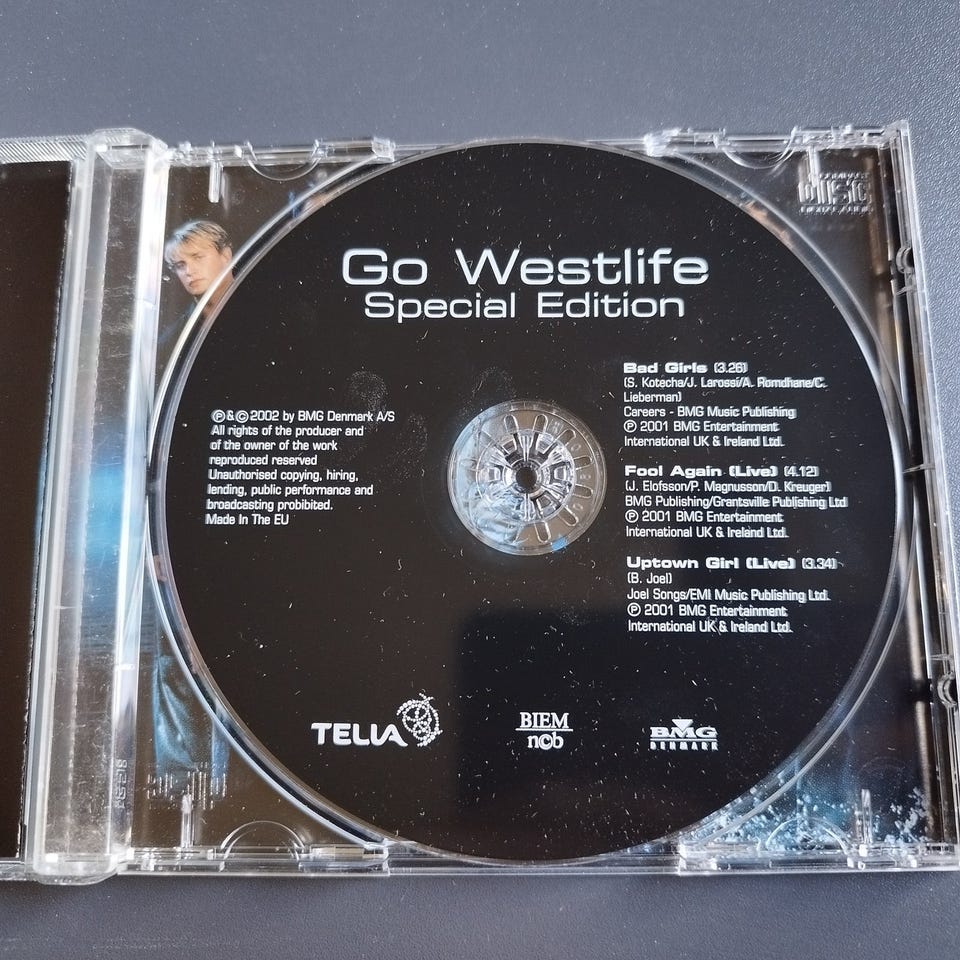 COMPACT
disc
DIGITAL AUDIO
Go Westlife
Special Edition
℗&©2002 by BMG Denmark A/S
All rights of the producer and
of the owner of the work
reproduced reserved
Unauthorised copying, hiring,
lending, public performance and
broadcasting probibited.
Made In The EU
Bad Girls (3.26)
(S. Kotecha/J. Larossi/A. Romdhane/C.
Lieberman)
Careers - BMG Music Publishing
℗ 2001 BMG Entertainment
International UK & Ireland Ltd.
Fool Again (Live) (4.12)
(J. Elofsson/P. Magnusson/D. Kreuger)
BMG Publishing/Grantsville Publishing Ltd
℗ 2001 BMG Entertainment
International UK & Ireland Ltd.
Uptown Girl (Live) (3.34)
(B. Joel)
Joel Songs/EMI Music Publishing Ltd.
℗ 2001 BMG Entertainment
International UK & Ireland Ltd.
TELIA
BIEM
ncb
BMG
DENMARK